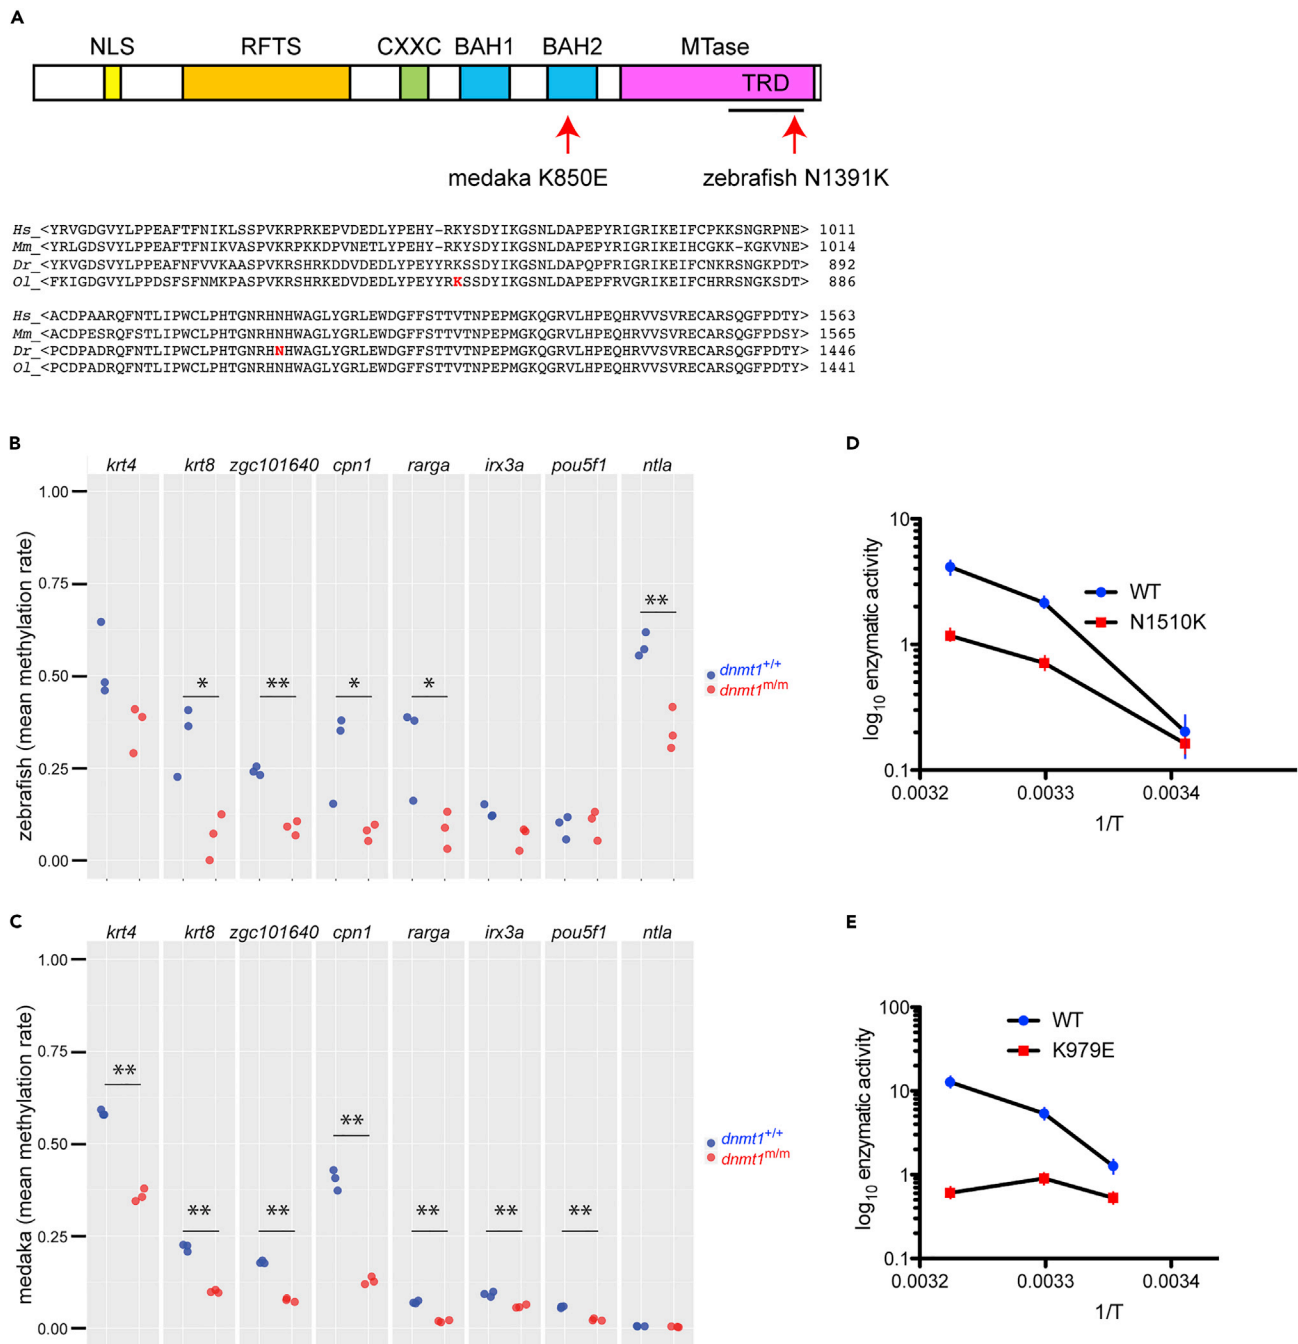 A
NLS RFTS CXXC BAH1 BAH2 MTase
TRD
medaka K850E zebrafish N1391K
Hs_<YRVGDGVYLPPEAFTFNIKLSSPVKRPRKEPVDEDLYPEHY-RKYSDYIKGSNLDAPEPYRIGRIKEIFCPKKSNGRPNE> 1011
Mm_<YRLGDSVYLPPEAFTFNIKVASPVKRPKKDPVNETLYPEHY-RKYSDYIKGSNLDAPEPYRIGRIKEIHCGKK-KGKVNE> 1014
Dr_<YKVGDSVYLPPEAFNFVVKAASPVKRSHRKDDVDEDLYPEYYRKSSDYIKGSNLDAPQPFRIGRIKEIFCNKRSNGKPDT> 892
Ol_<FKIGDGVYLPPDSFSFNMKPASPVKRSHRKEDVDEDLYPEYYRKSSDYIKGSNLDAPEPFRVGRIKEIFCHRRSNGKSDT> 886
Hs_<ACDPAARQFNTLIPWCLPHTGNRHNHWAGLYGRLEWDGFFSTTVTNPEPMGKQGRVLHPEQHRVVSVRECARSQGFPDTY> 1563
Mm_<ACDPESRQFSTLIPWCLPHTGNRHNHWAGLYGRLEWDGFFSTTVTNPEPMGKQGRVLHPEQHRVVSVRECARSQGFPDSY> 1565
Dr_<PCDPADRQFNTLIPWCLPHTGNRHNHWAGLYGRLEWDGFFSTTVTNPEPMGKQGRVLHPEQHRVVSVRECARSQGFPDTY> 1446
Ol_<PCDPADRQFNTLIPWCLPHTGNRHNHWAGLYGRLEWDGFFSTTVTNPEPMGKQGRVLHPEQHRVVSVRECARSQGFPDTY> 1441
B
krt4 krt8 zgc101640 cpn1 rarga irx3a pou5f1 ntla
zebrafish (mean methylation rate)
1.00
0.75
0.50
0.25
0.00
* ** * * **
dnmt1+/+
dnmt1m/m
D
log10 enzymatic activity
10
1
0.1
WT
N1510K
0.0032 0.0033 0.0034
1/T
C
krt4 krt8 zgc101640 cpn1 rarga irx3a pou5f1 ntla
medaka (mean methylation rate)
1.00
0.75
0.50
0.25
0.00
** ** ** ** ** ** **
dnmt1+/+
dnmt1m/m
E
log10 enzymatic activity
100
10
1
0.1
WT
K979E
0.0032 0.0033 0.0034
1/T